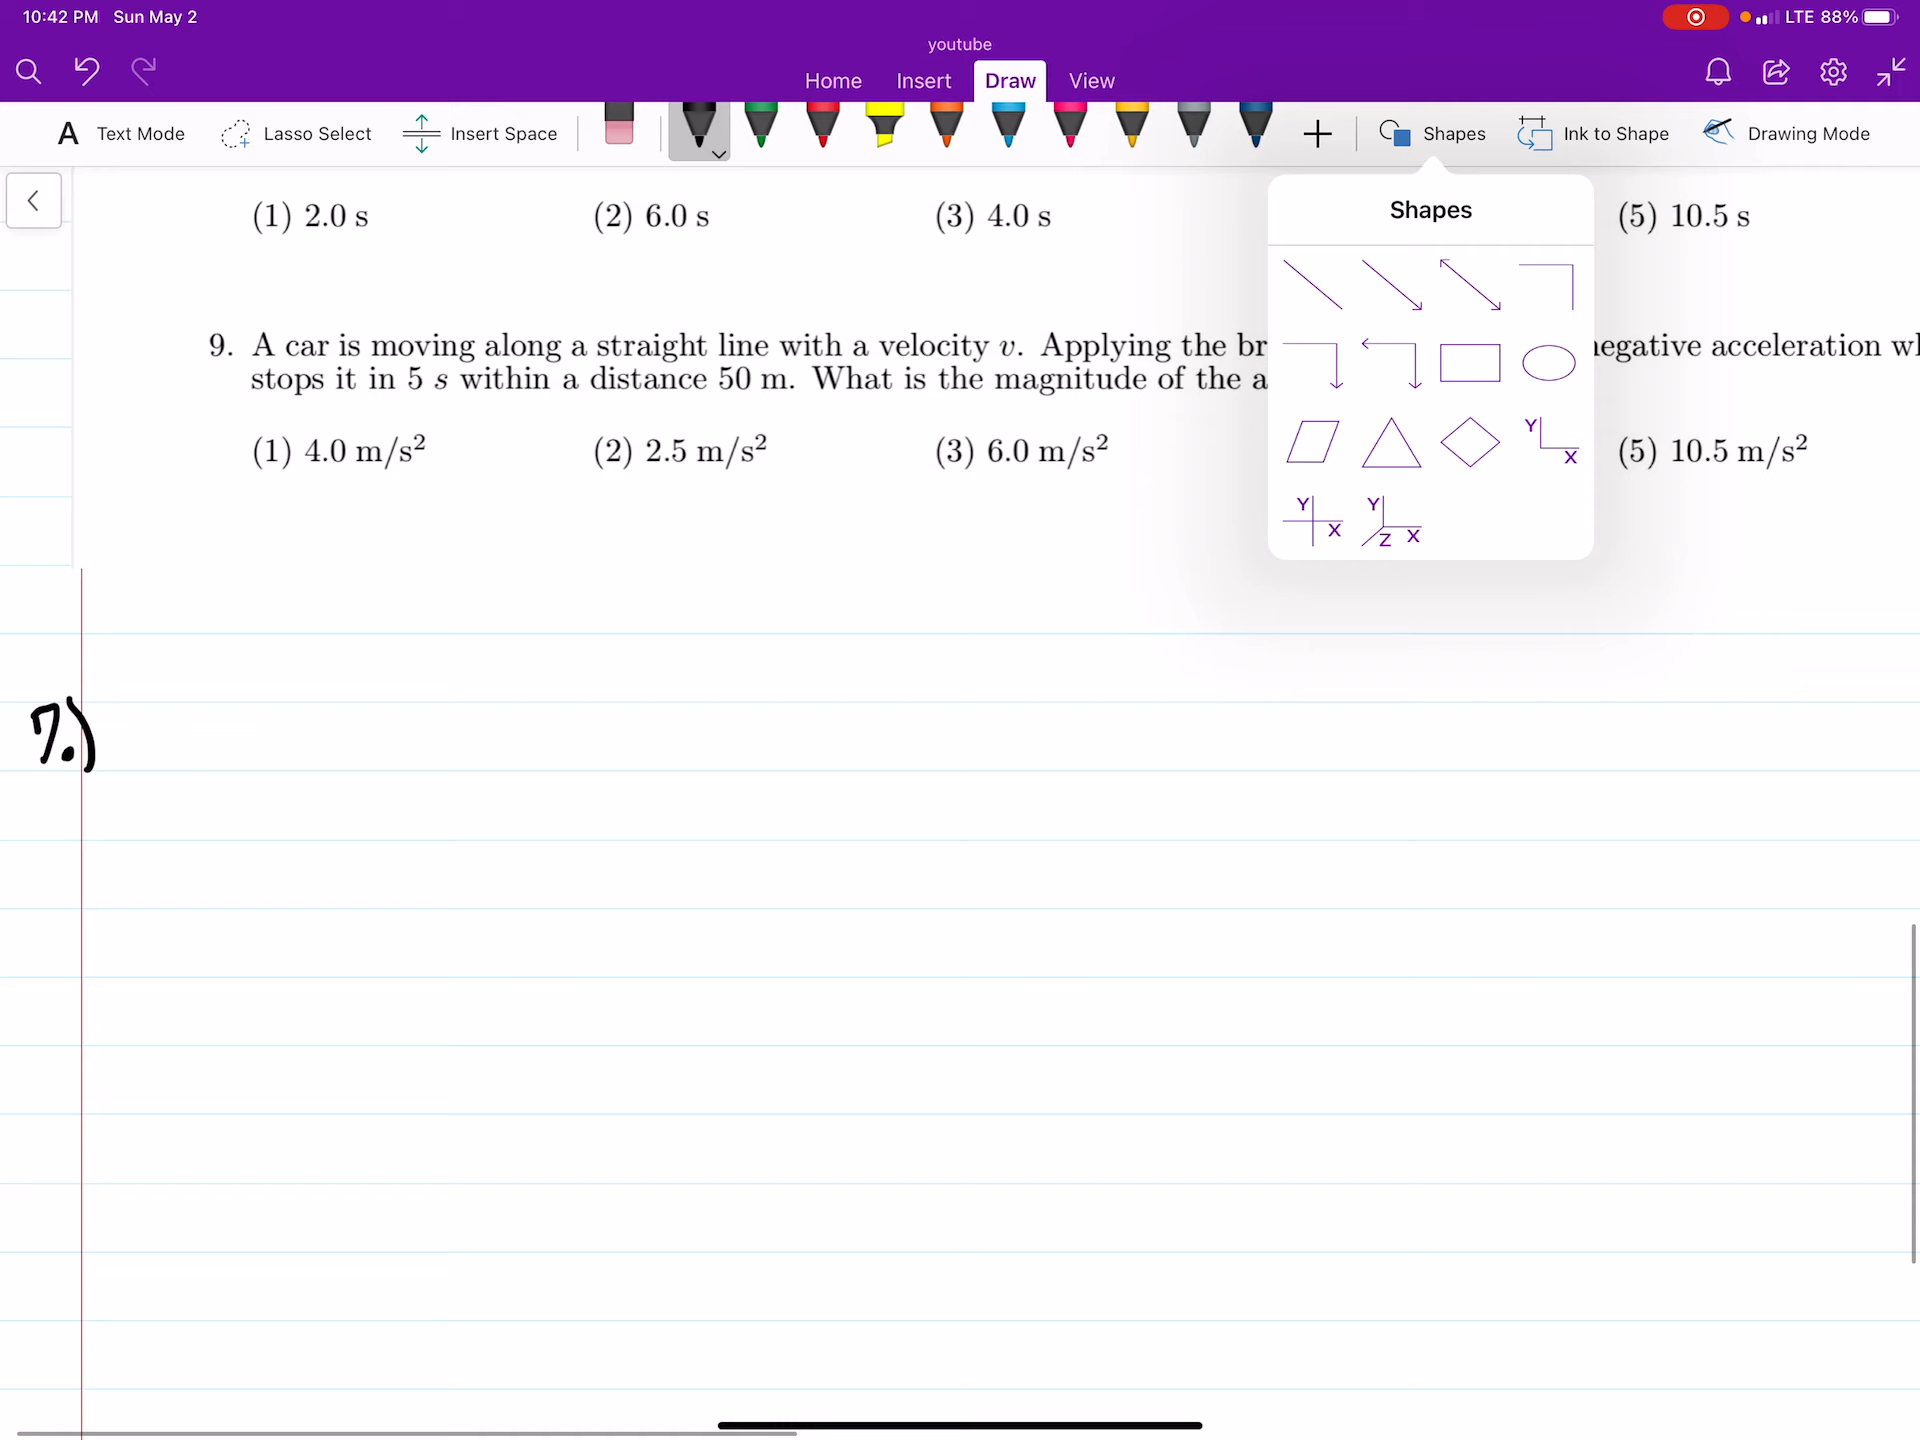 10:42 PM Sun May 2
LTE 88%
youtube
Home Insert Draw View
A Text Mode Lasso Select Insert Space Shapes Ink to Shape Drawing Mode
Shapes
(1) 2.0 s (2) 6.0 s (3) 4.0 s (5) 10.5 s
9. A car is moving along a straight line with a velocity v. Applying the br negative acceleration
stops it in 5 s within a distance 50 m. What is the magnitude of the a
(1) 4.0 m/s² (2) 2.5 m/s² (3) 6.0 m/s² (5) 10.5 m/s²
Y X
Y X
Y Z X
7.)